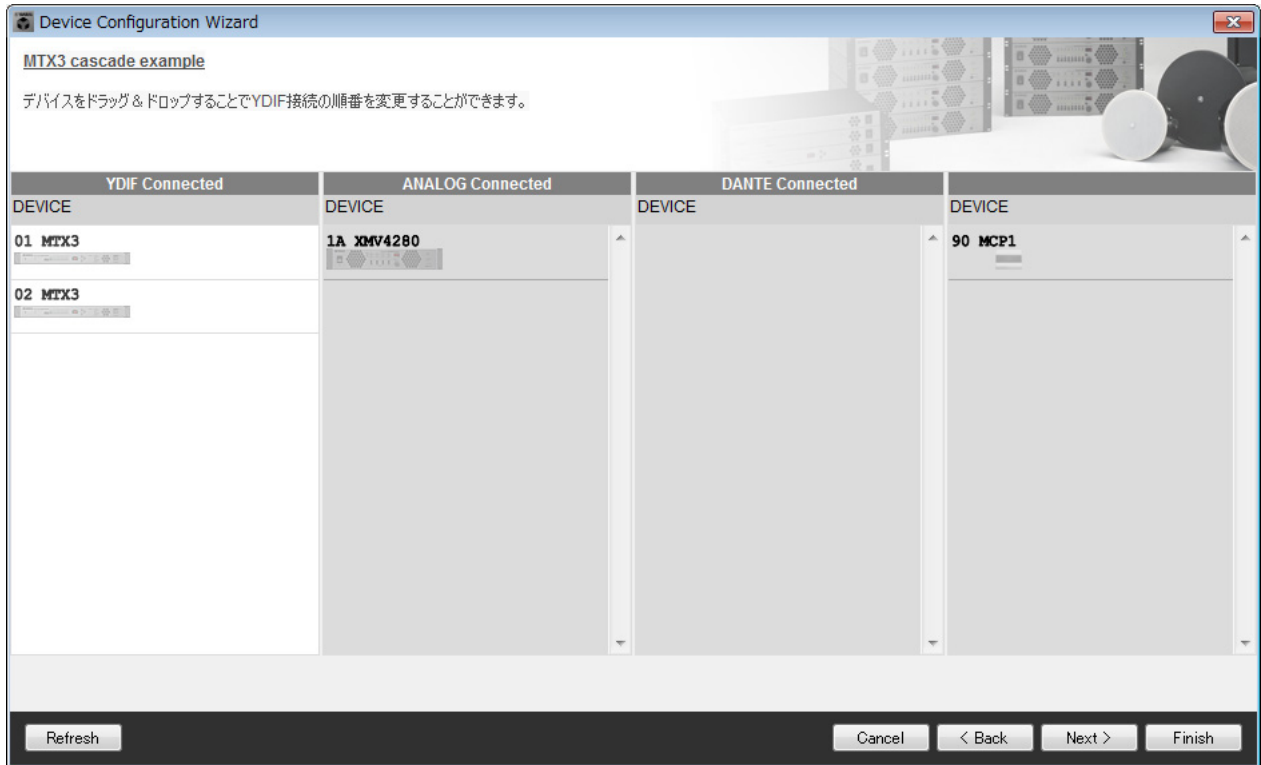 Device Configuration Wizard
MTX3 cascade example
デバイスをドラッグ＆ドロップすることでYDIF接続の順番を変更することができます。
YDIF Connected
ANALOG Connected
DANTE Connected
DEVICE
DEVICE
DEVICE
DEVICE
01 MTX3
1A XMV4280
90 MCP1
02 MTX3
Refresh
Cancel
< Back
Next >
Finish